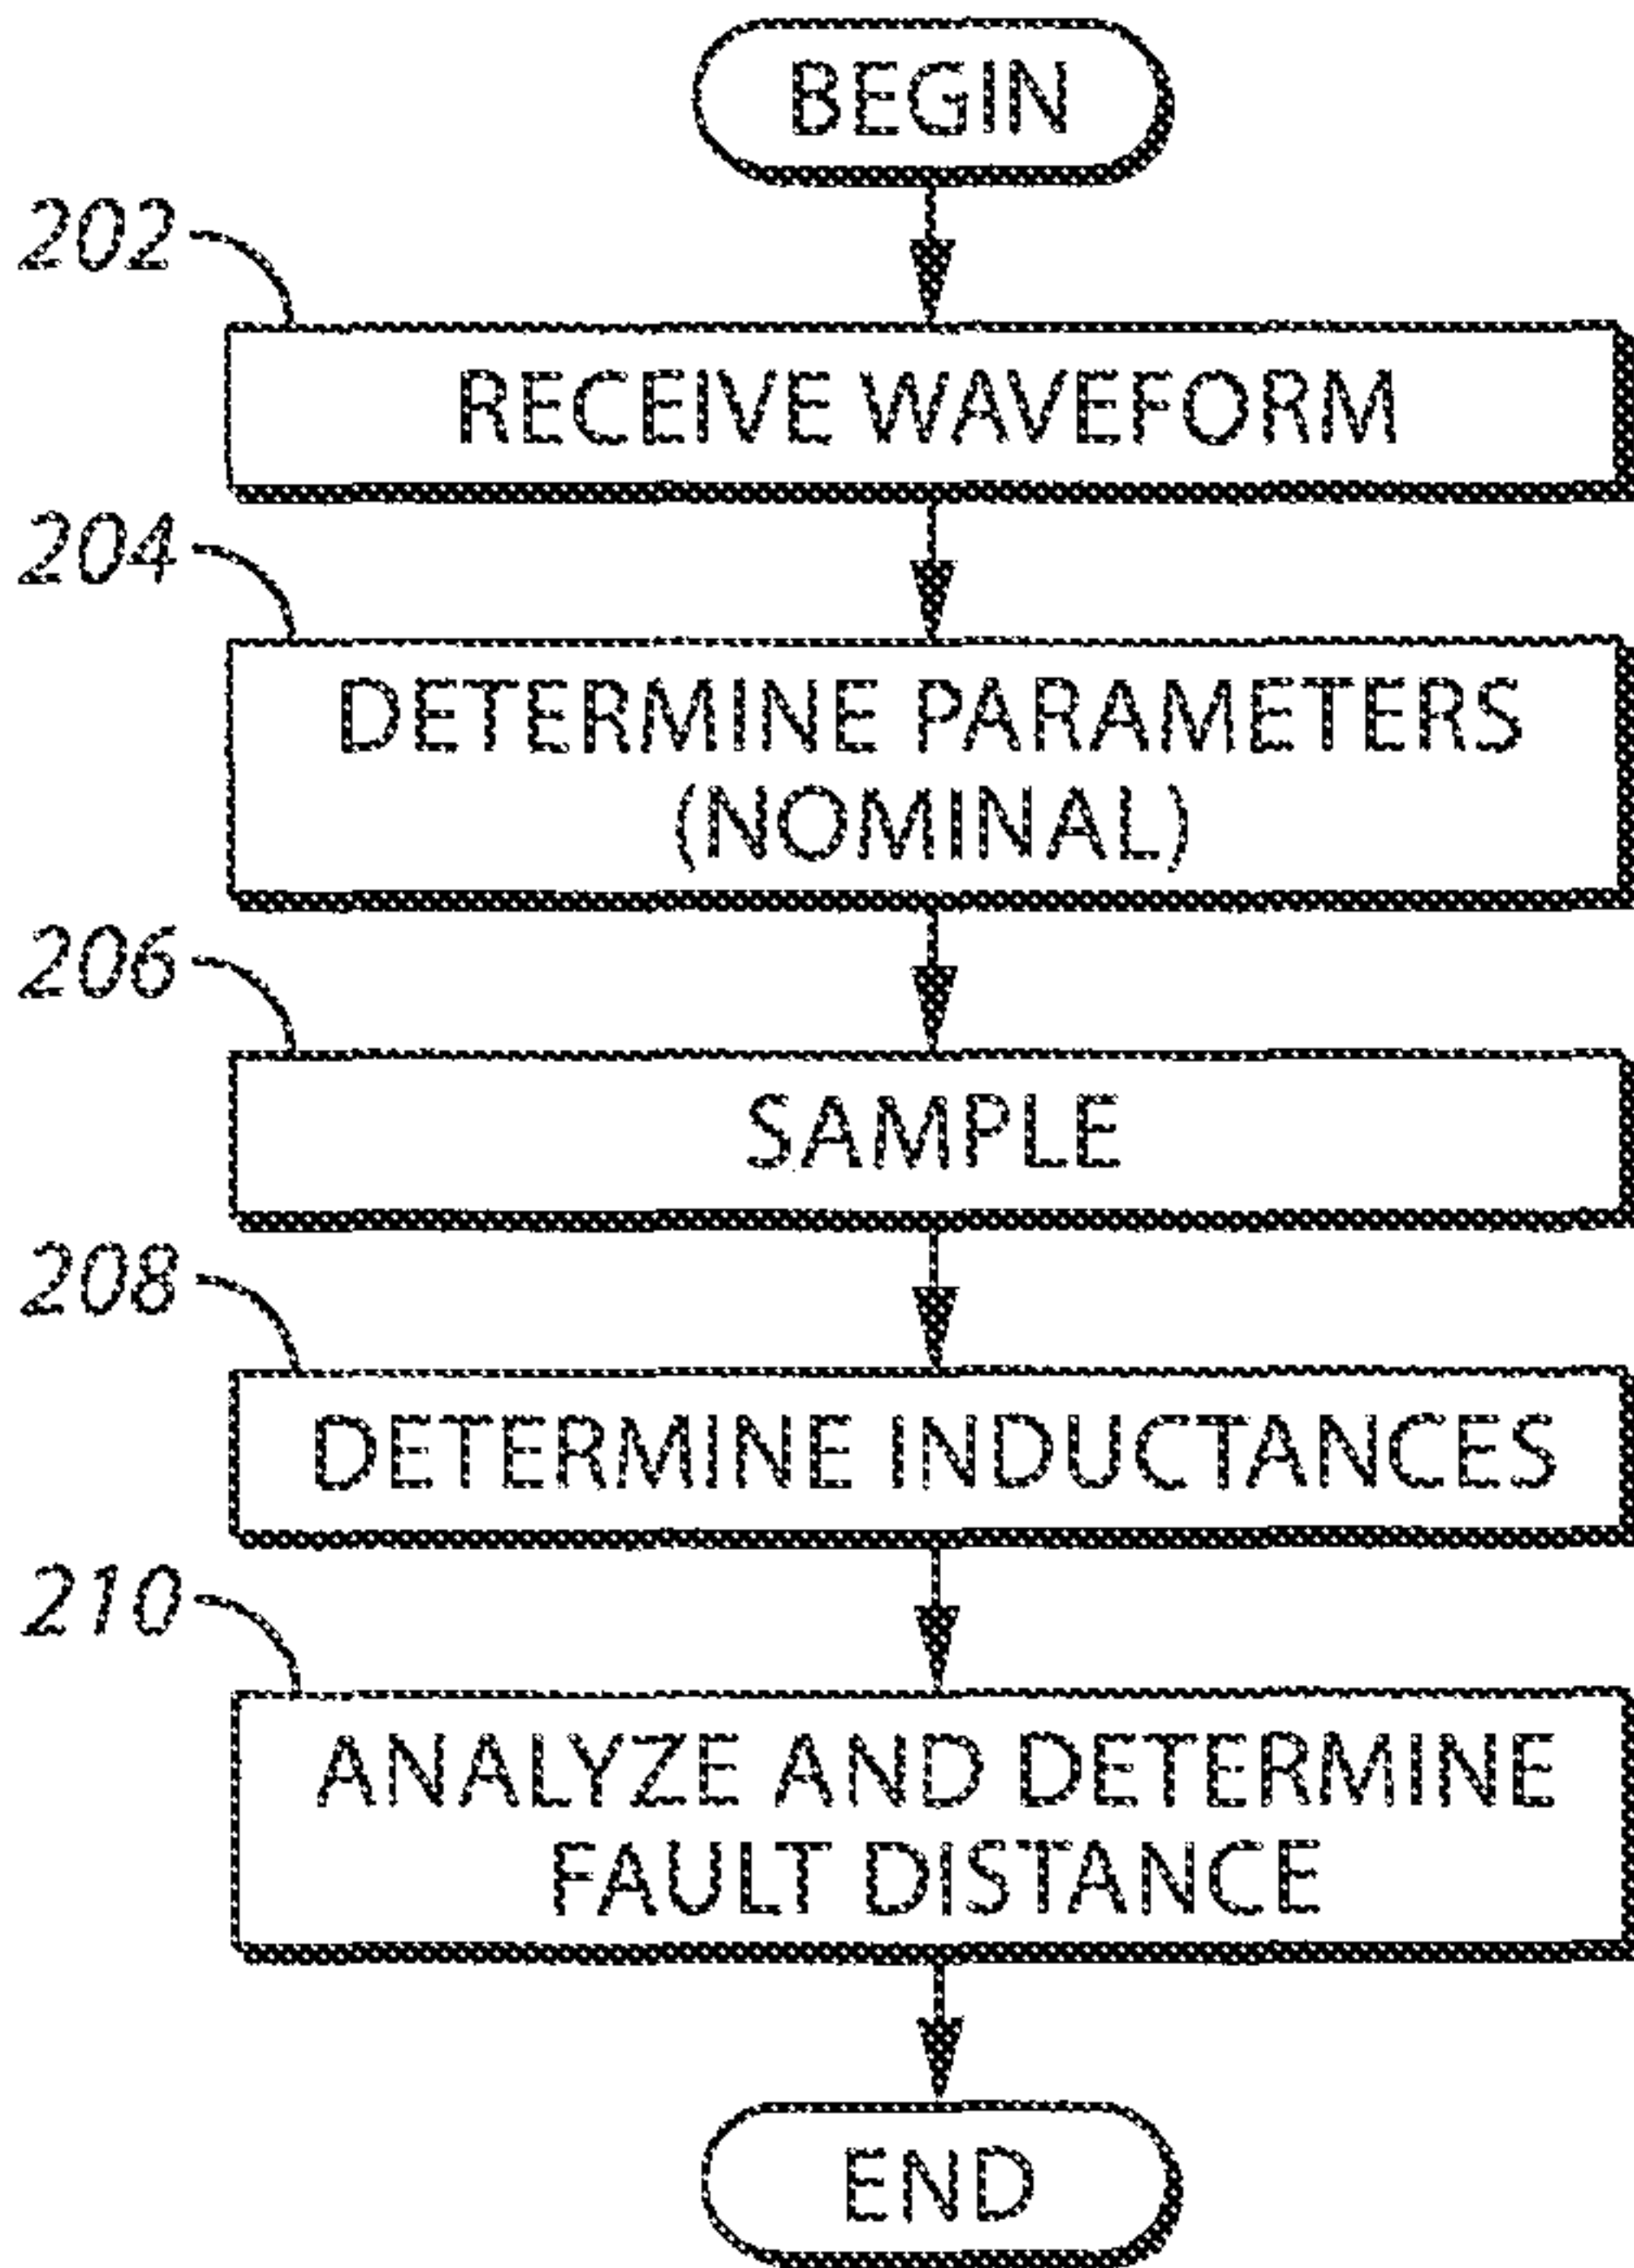 BEGIN
202
RECEIVE WAVEFORM
204
DETERMINE PARAMETERS
(NOMINAL)
206
SAMPLE
208
DETERMINE INDUCTANCES
210
ANALYZE AND DETERMINE
FAULT DISTANCE
END